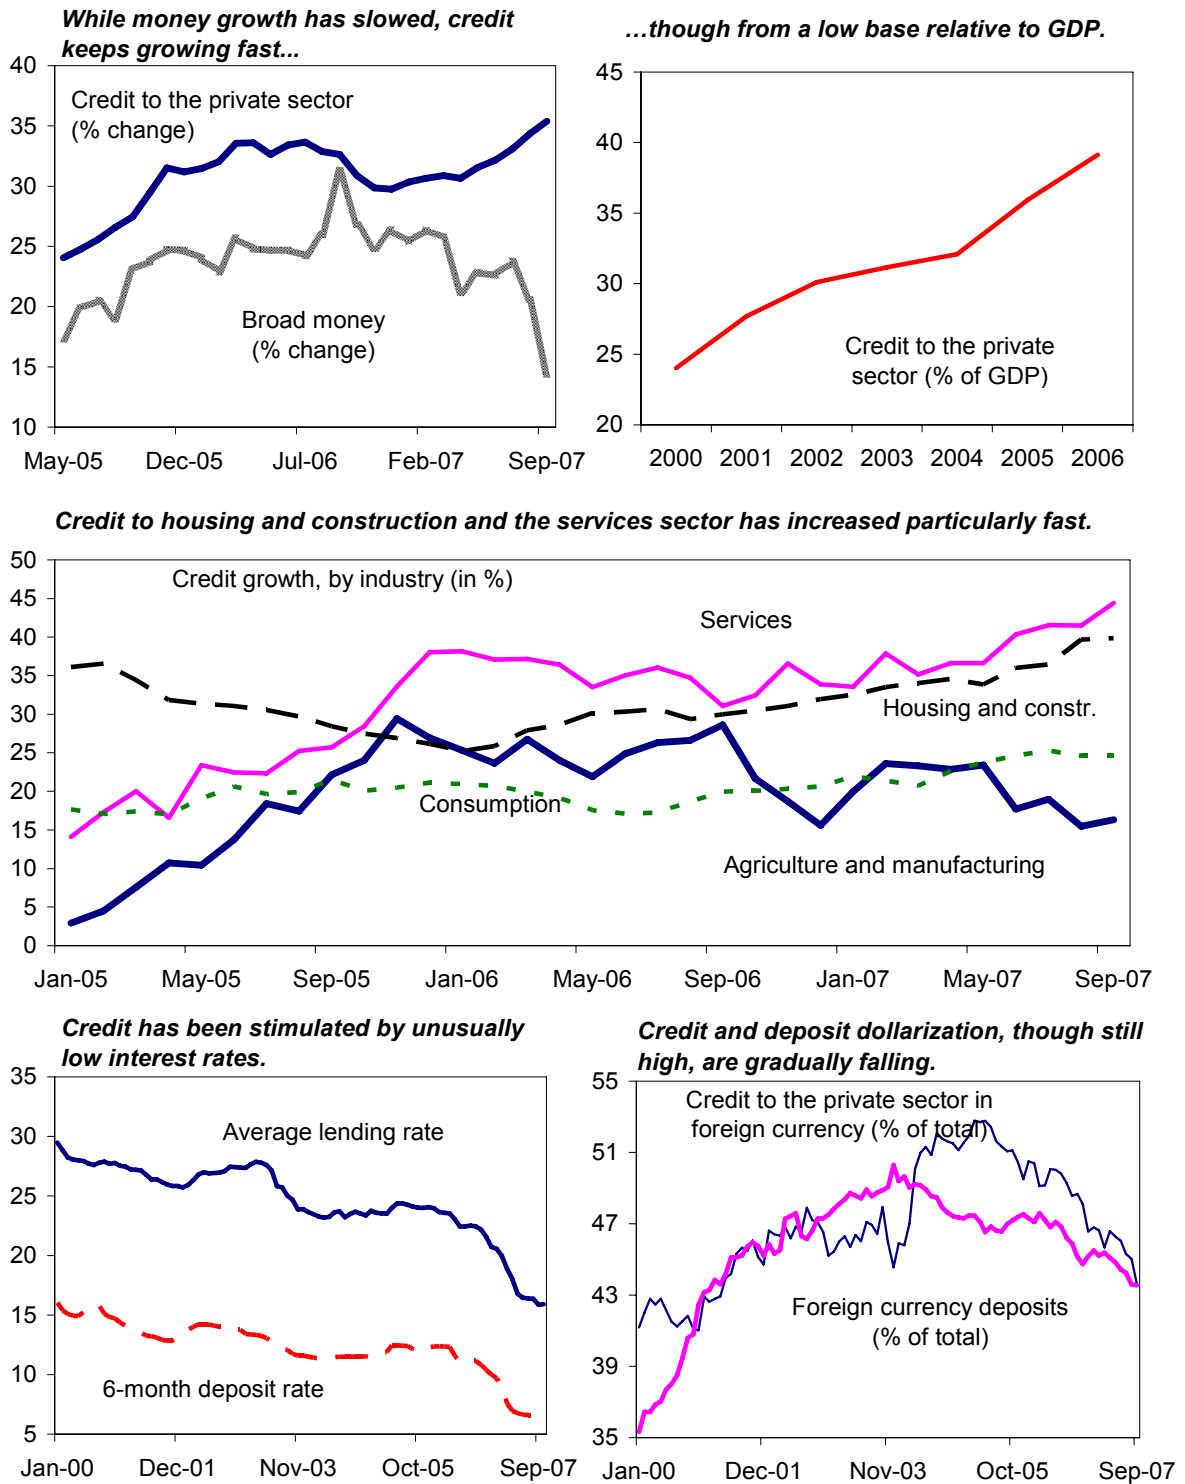 While money growth has slowed, credit
keeps growing fast...
40
35
30
25
20
15
10
Credit to the private sector
(% change)
Broad money
(% change)
May-05 Dec-05 Jul-06 Feb-07 Sep-07
...though from a low base relative to GDP.
45
40
35
30
25
20
Credit to the private
sector (% of GDP)
2000 2001 2002 2003 2004 2005 2006
Credit to housing and construction and the services sector has increased particularly fast.
50
45
40
35
30
25
20
15
10
5
0
Credit growth, by industry (in %)
Services
Housing and constr.
Consumption
Agriculture and manufacturing
Jan-05 May-05 Sep-05 Jan-06 May-06 Sep-06 Jan-07 May-07 Sep-07
Credit has been stimulated by unusually
low interest rates.
35
30
25
20
15
10
5
Average lending rate
6-month deposit rate
Jan-00 Dec-01 Nov-03 Oct-05 Sep-07
Credit and deposit dollarization, though still
high, are gradually falling.
55
51
47
43
39
35
Credit to the private sector in
foreign currency (% of total)
Foreign currency deposits
(% of total)
Jan-00 Dec-01 Nov-03 Oct-05 Sep-07